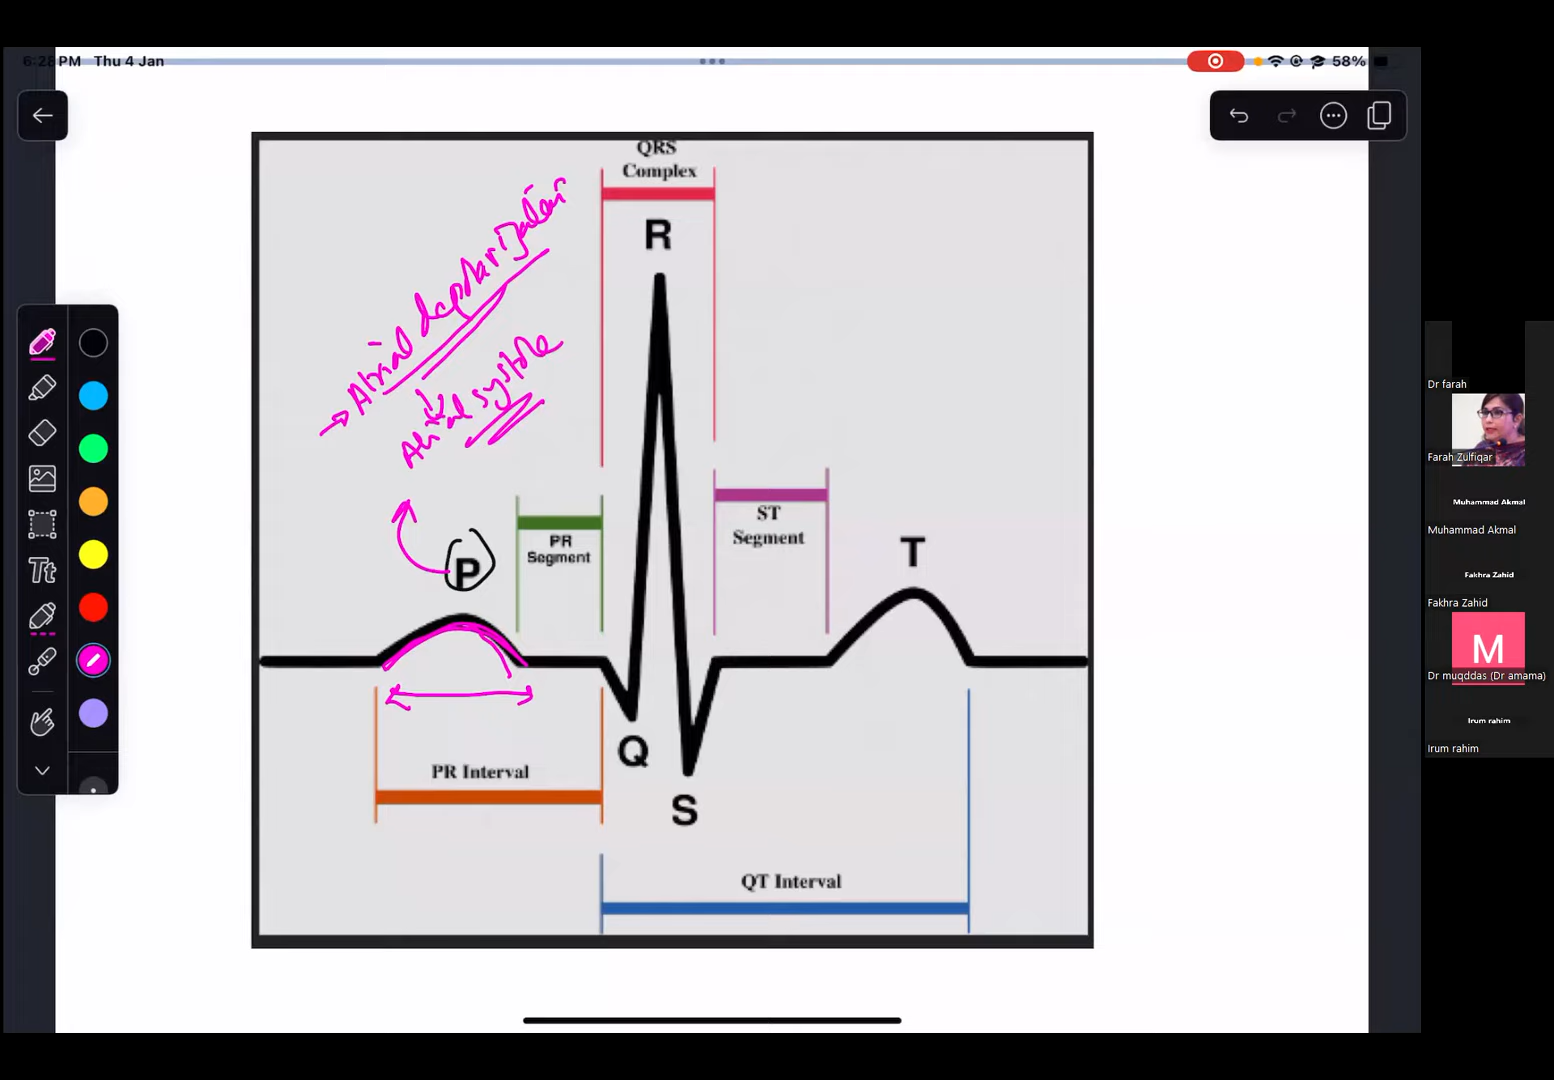 6:28 PM Thu 4 Jan
58%
QRS
Complex
R
→ Atrial depolarization
↓
Atrial systole
P
PR
Segment
ST
Segment
T
Q
S
PR Interval
QT Interval
Tt
Dr farah
Farah Zulfiqar
Muhammad Akmal
Muhammad Akmal
Fakhra Zahid
Fakhra Zahid
M
Dr muqddas (Dr amama)
Irum rahim
Irum rahim